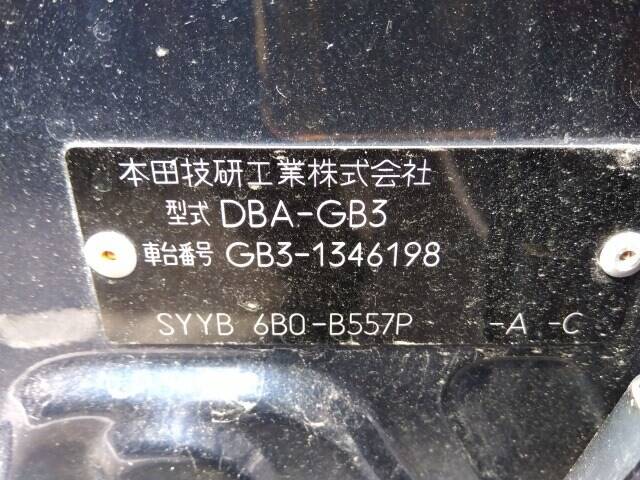 本田技研工業株式会社
型式 DBA-GB3
車台番号 GB3-1346198
SYYB 6B0-B557P -A -C